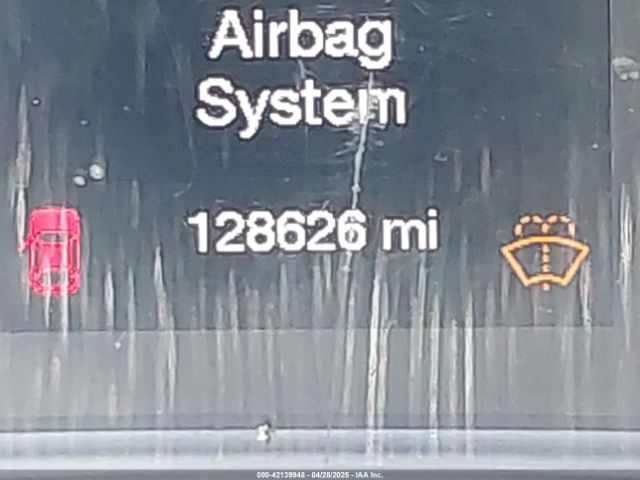 Airbag
System
128626 mi
000-42139948 - 04/28/2025 - IAA Inc.